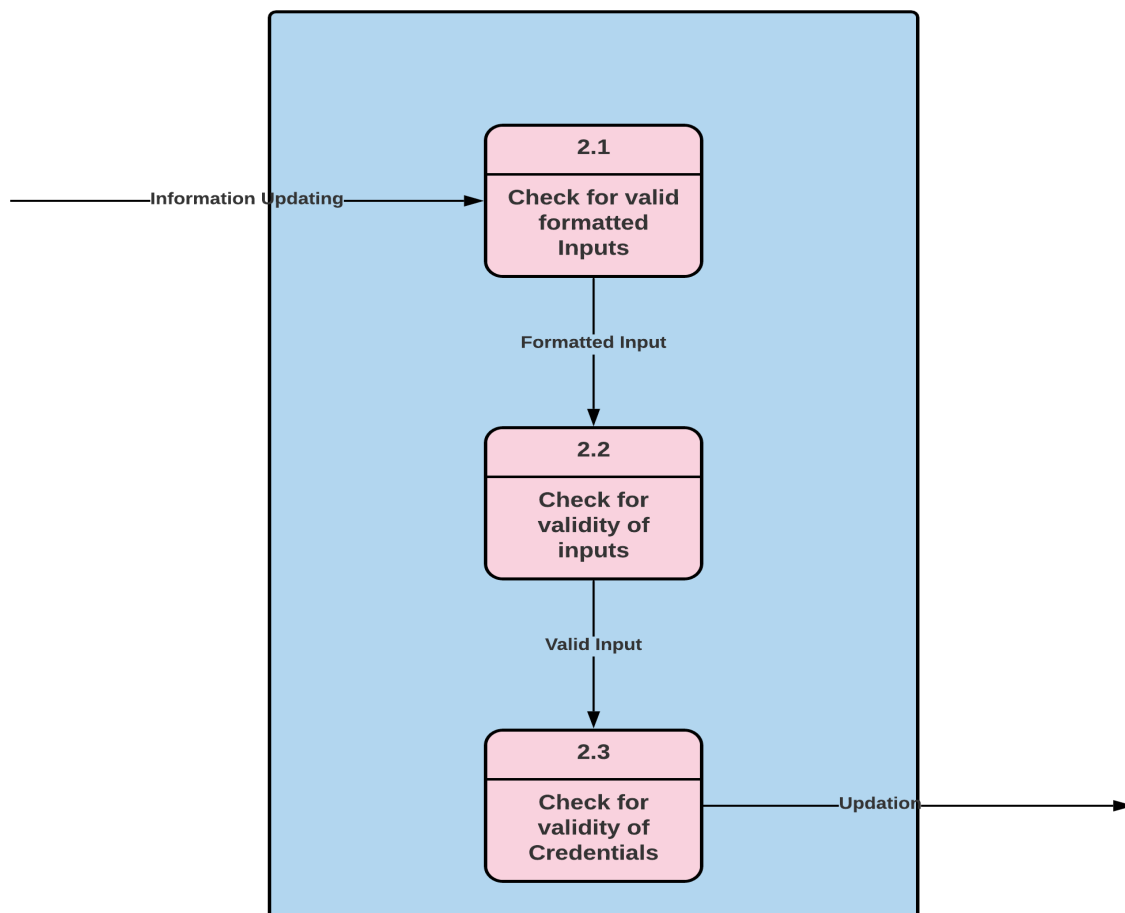 2.1
Information Updating
Check for valid
formatted
Inputs
Formatted Input
2.2
Check for
validity of
inputs
Valid Input
2.3
Check for
validity of
Credentials
Updation